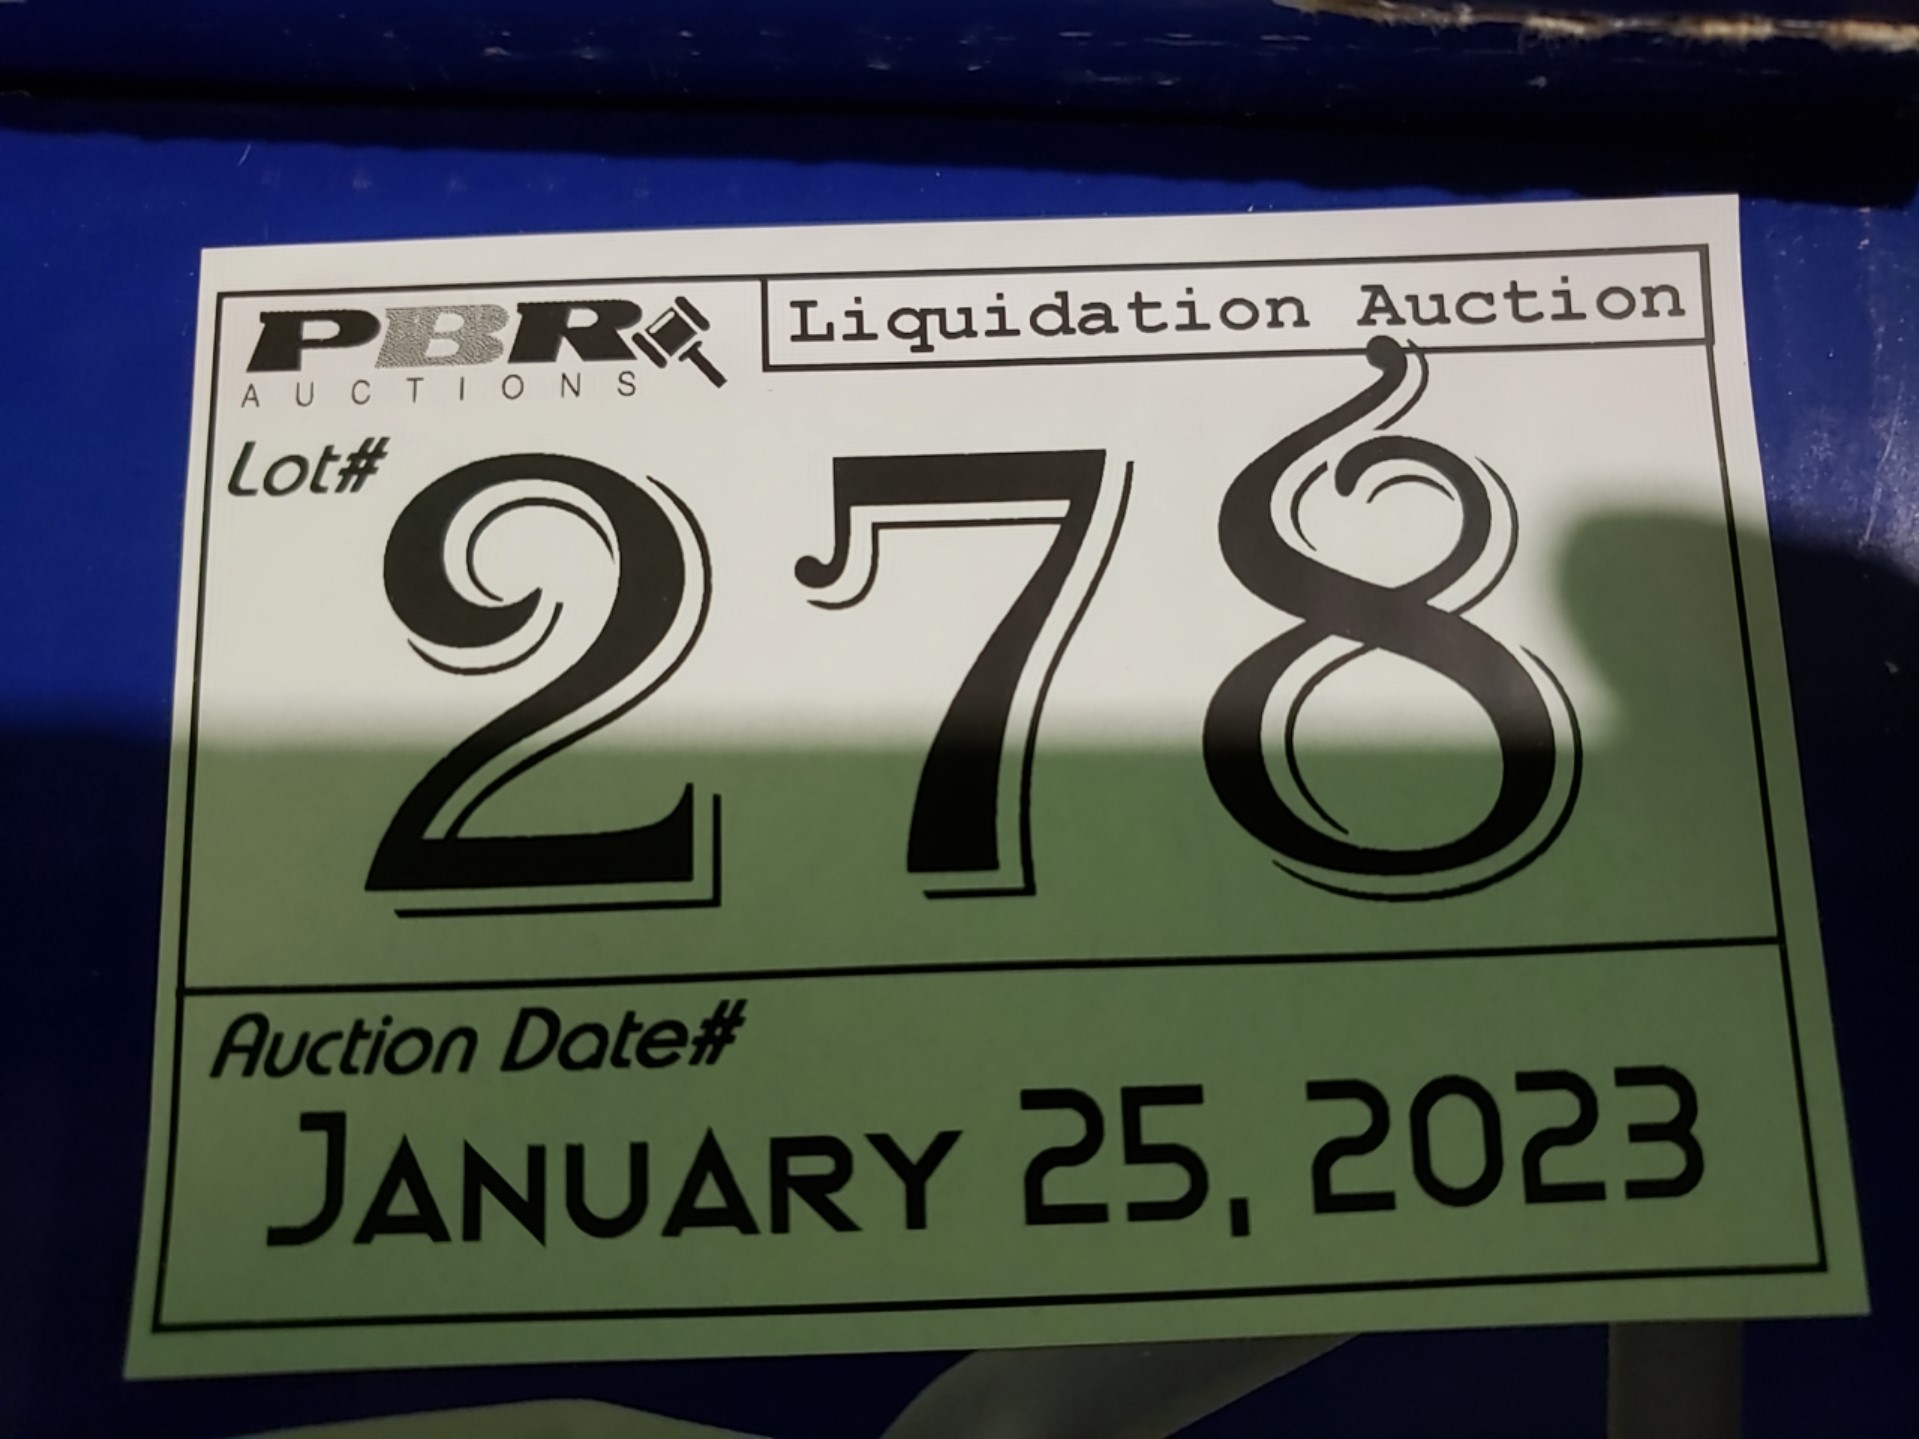 PBR
AUCTIONS
Liquidation Auction
Lot#
278
Auction Date#
JANUARY 25, 2023